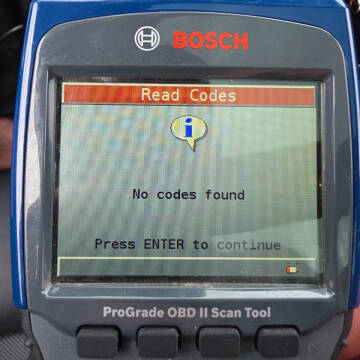 BOSCH
Read Codes
i
No codes found
Press ENTER to continue
ProGrade OBD II Scan Tool